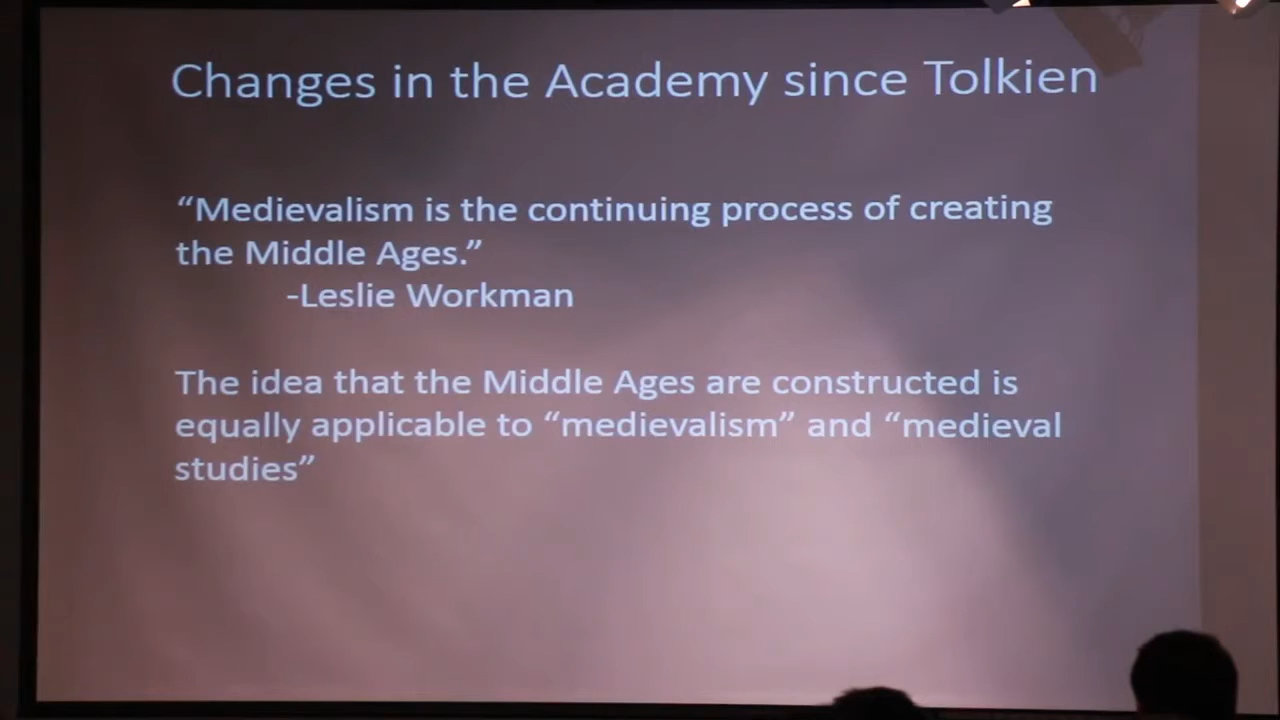 Changes in the Academy since Tolkien
“Medievalism is the continuing process of creating
the Middle Ages.”
-Leslie Workman
The idea that the Middle Ages are constructed is
equally applicable to “medievalism” and “medieval
studies”